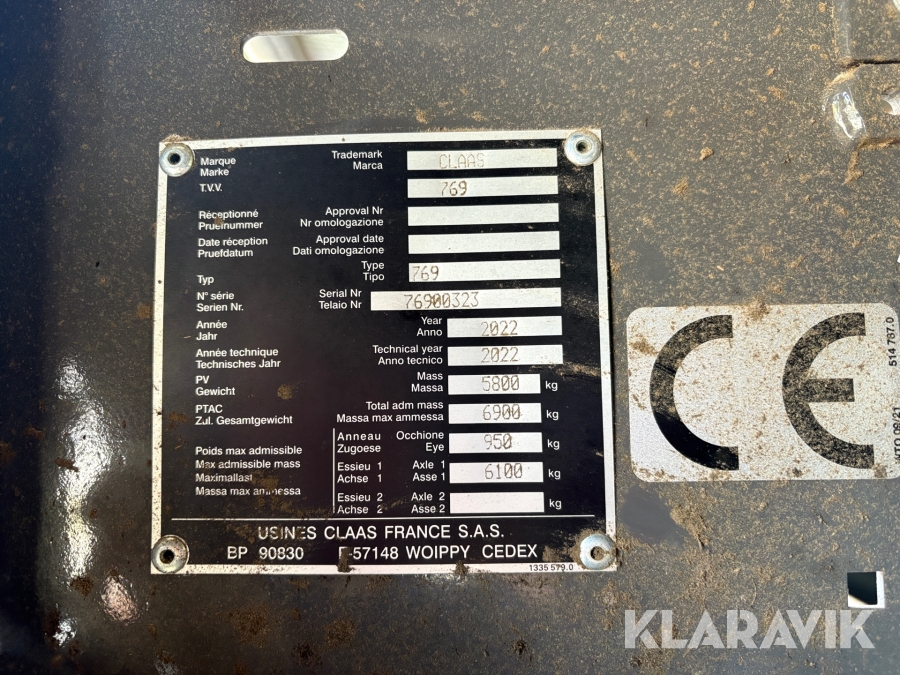 Marque Trademark CLAAS
Marke Marca
T.V.V. 769
Réceptionné Approval Nr
Pruefnummer Nr omologazione
Date réception Approval date
Pruefdatum Dati omologazione
Type
Typ Tipo 769
N° série Serial Nr 76900323
Serien Nr. Telaio Nr
Année Year 2022
Jahr Anno
Année technique Technical year 2022
Technisches Jahr Anno tecnico
PV Mass 5800 kg
Gewicht Massa
PTAC Total adm mass 6900 kg
Zul. Gesamtgewicht Massa max ammessa
Anneau Occhione 950 kg
Poids max admissible Zugoese Eye
Max admissible mass Essieu 1 Axle 1 6100 kg
Maximallast Achse 1 Asse 1
Massa max ammessa Essieu 2 Axle 2 kg
Achse 2 Asse 2
USINES CLAAS FRANCE S.A.S.
BP 90830 F-57148 WOIPPY CEDEX
1335 579.0
CE
514 787.0
09/21
KLARAVIK